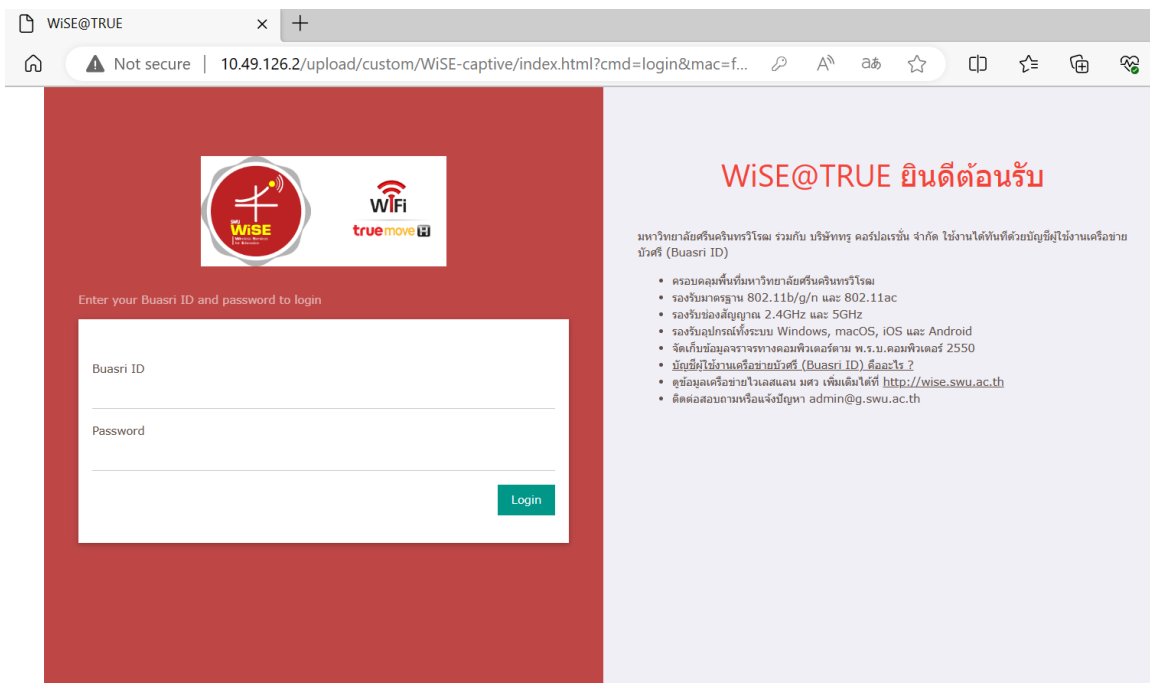 WiSE@TRUE
Not secure | 10.49.126.2/upload/custom/WiSE-captive/index.html?cmd=login&mac=f...
SWU
WiSE
WiFi
truemove H
Enter your Buasri ID and password to login
Buasri ID
Password
Login
WiSE@TRUE ยินดีต้อนรับ
มหาวิทยาลัยศรีนครินทรวิโรฒ ร่วมกับ บริษัททรู คอร์ปอเรชั่น จำกัด ใช้งานได้ทันทีด้วยบัญชีผู้ใช้งานเครือข่าย
บัวศรี (Buasri ID)
• ครอบคลุมพื้นที่มหาวิทยาลัยศรีนครินทรวิโรฒ
• รองรับมาตรฐาน 802.11b/g/n และ 802.11ac
• รองรับช่องสัญญาณ 2.4GHz และ 5GHz
• รองรับอุปกรณ์ทั้งระบบ Windows, macOS, iOS และ Android
• จัดเก็บข้อมูลจราจรทางคอมพิวเตอร์ตาม พ.ร.บ.คอมพิวเตอร์ 2550
• บัญชีผู้ใช้งานเครือข่ายบัวศรี (Buasri ID) คืออะไร ?
• ดูข้อมูลเครือข่ายไวเลสแลน มศว เพิ่มเติมได้ที่ http://wise.swu.ac.th
• ติดต่อสอบถามหรือแจ้งปัญหา admin@g.swu.ac.th